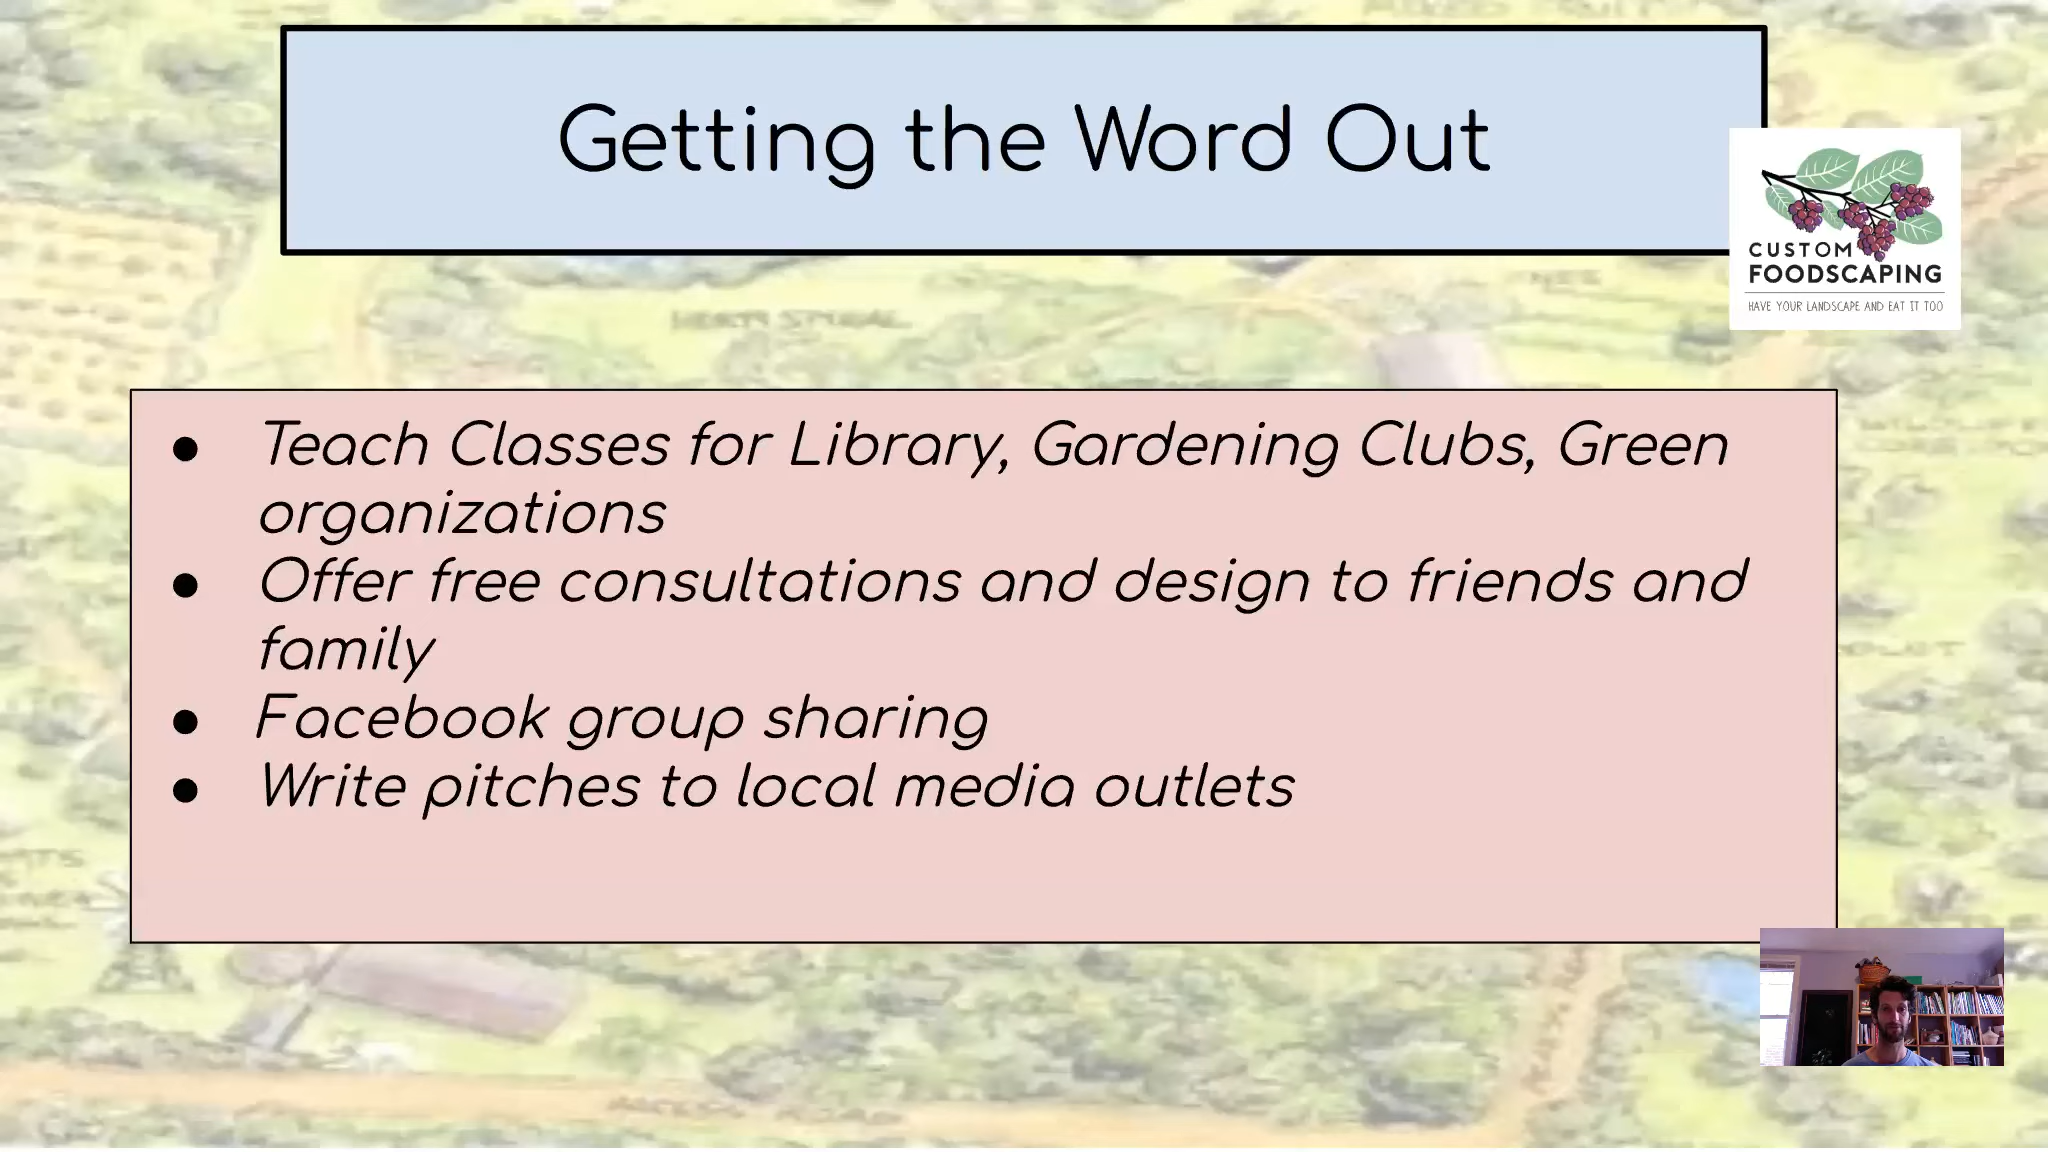 Getting the Word Out
CUSTOM
FOODSCAPING
HAVE YOUR LANDSCAPE AND EAT IT TOO
HERB SPIRAL
● Teach Classes for Library, Gardening Clubs, Green
organizations
● Offer free consultations and design to friends and
family
● Facebook group sharing
● Write pitches to local media outlets